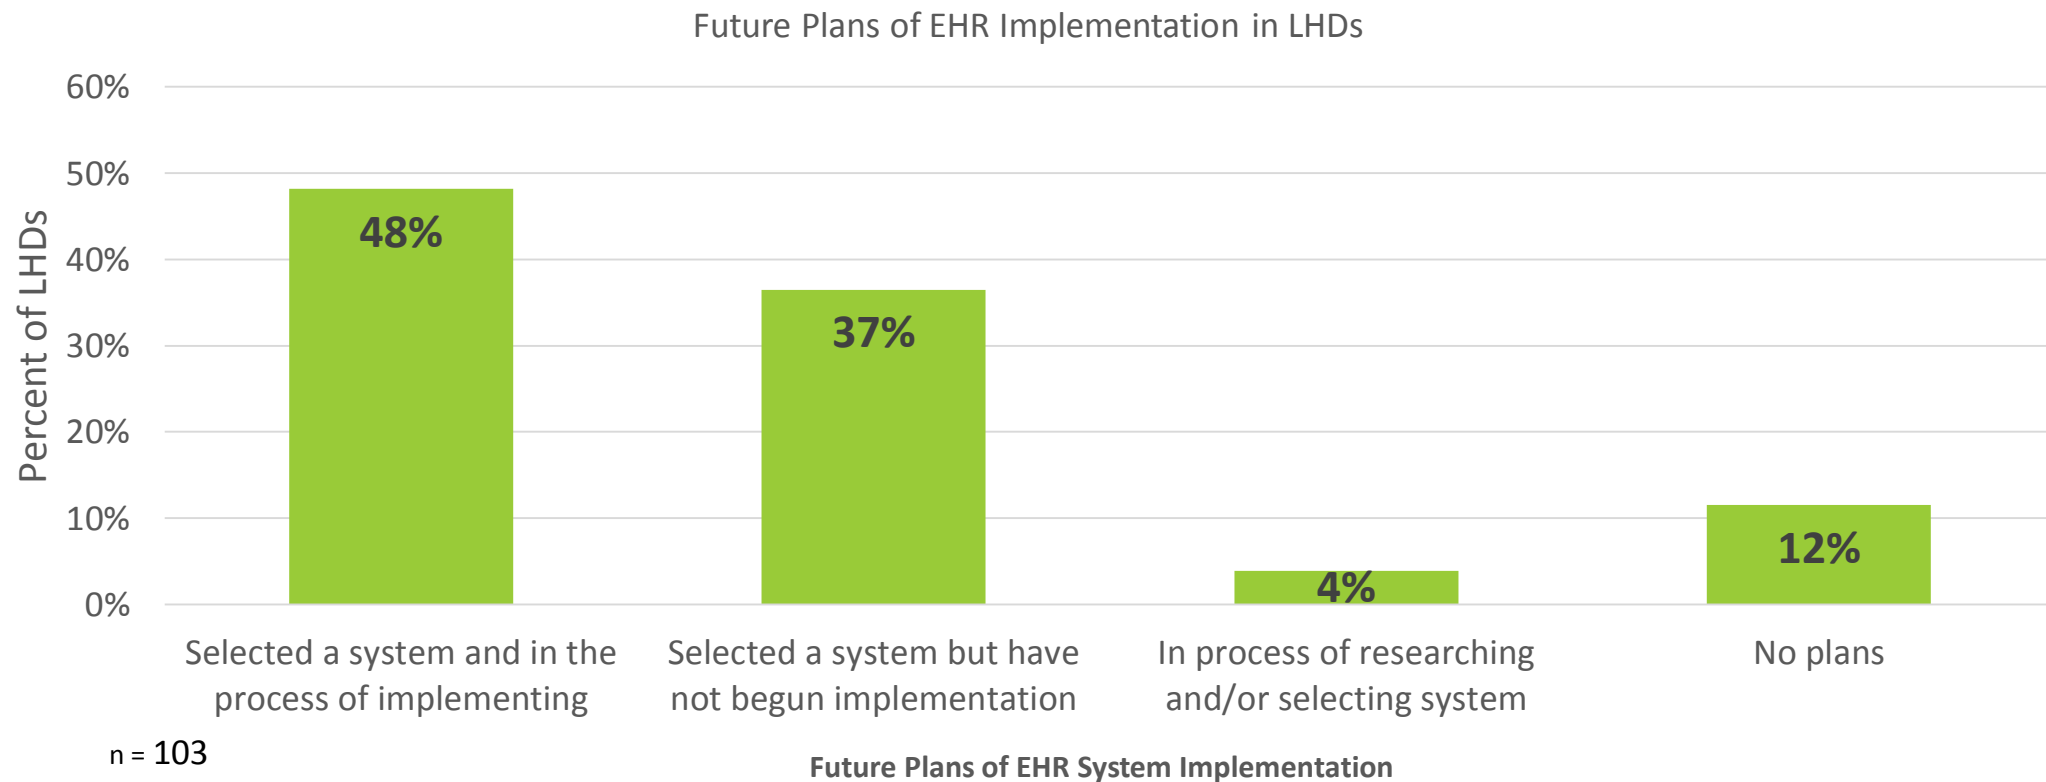 Future Plans of EHR Implementation in LHDs
Percent of LHDs
60%
50%
40%
30%
20%
10%
0%
48%
37%
4%
12%
Selected a system and in the
process of implementing
Selected a system but have
not begun implementation
In process of researching
and/or selecting system
No plans
n = 103
Future Plans of EHR System Implementation